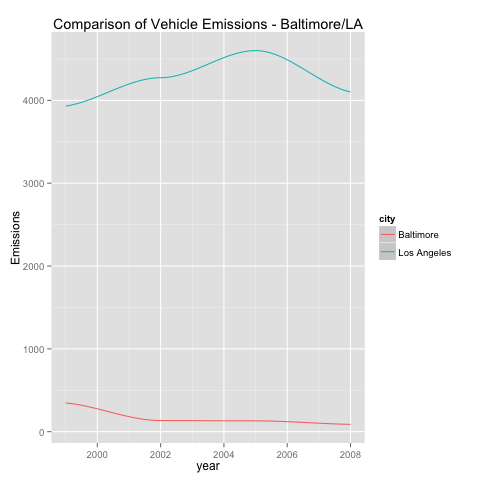 Comparison of Vehicle Emissions - Baltimore/LA
Emissions
4000
3000
2000
1000
0
2000 2002 2004 2006 2008
year
city
Baltimore
Los Angeles